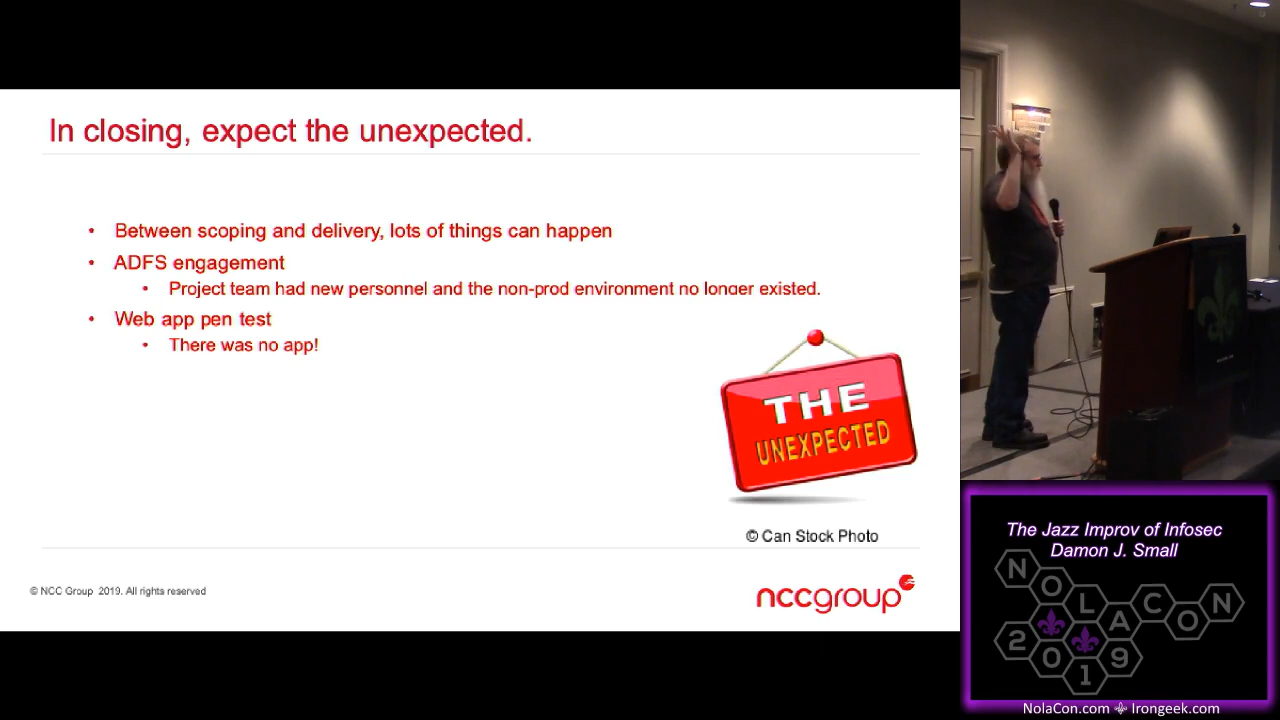 In closing, expect the unexpected.
• Between scoping and delivery, lots of things can happen
• ADFS engagement
• Project team had new personnel and the non-prod environment no longer existed.
• Web app pen test
• There was no app!
THE
UNEXPECTED
© Can Stock Photo
© NCC Group 2019. All rights reserved
nccgroup
The Jazz Improv of Infosec
Damon J. Small
NOLACON
2019
NolaCon.com ⚜ Irongeek.com